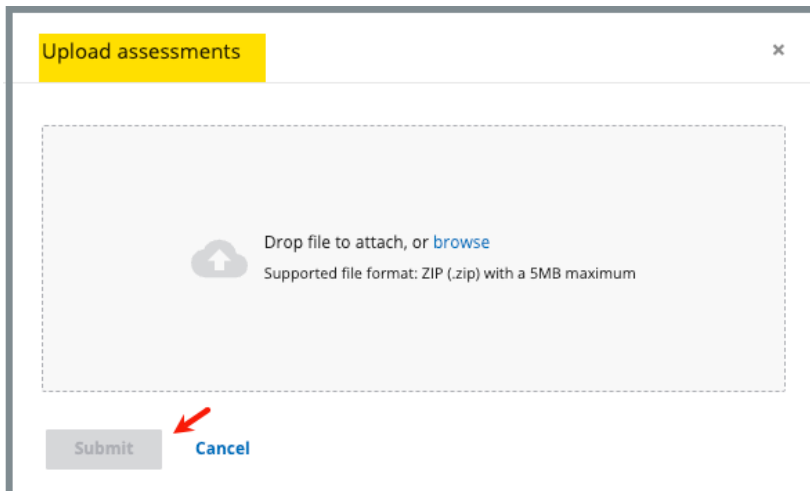 Upload assessments
×
Drop file to attach, or browse
Supported file format: ZIP (.zip) with a 5MB maximum
Submit Cancel